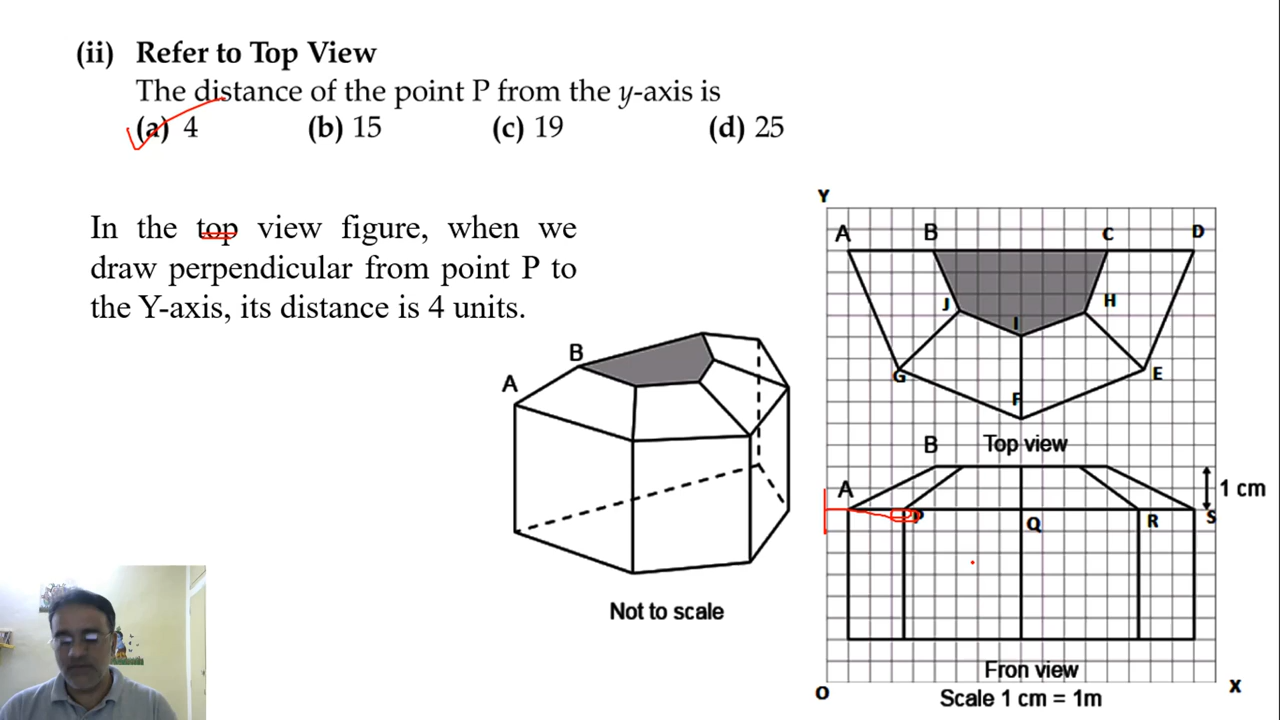 (ii) Refer to Top View
The distance of the point P from the y-axis is
(a) 4 (b) 15 (c) 19 (d) 25
In the top view figure, when we
draw perpendicular from point P to
the Y-axis, its distance is 4 units.
B
A
Not to scale
Y
A B C D
J H
I
G E
F
B Top view
A 1 cm
P Q R S
Fron view
O X
Scale 1 cm = 1m